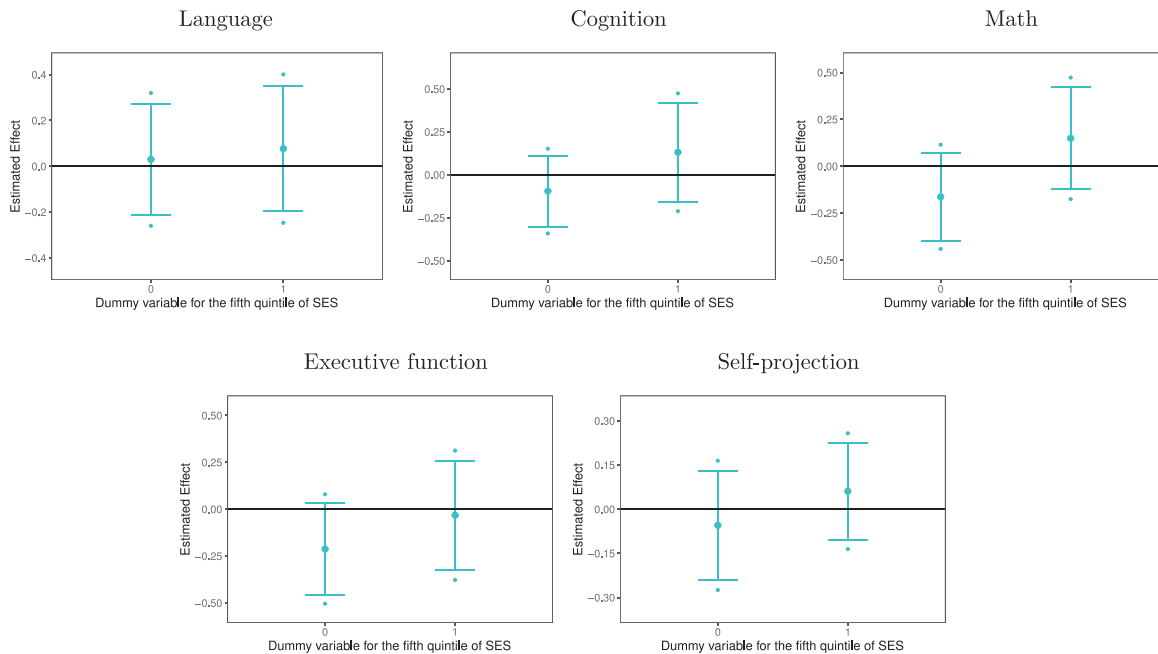 Language
Cognition
Math
Estimated Effect
0.4
0.2
0.0
−0.2
−0.4
0
1
Dummy variable for the fifth quintile of SES
Estimated Effect
0.50
0.25
0.00
−0.25
−0.50
0
1
Dummy variable for the fifth quintile of SES
Estimated Effect
0.50
0.25
0.00
−0.25
−0.50
0
1
Dummy variable for the fifth quintile of SES
Executive function
Self-projection
Estimated Effect
0.50
0.25
0.00
−0.25
−0.50
0
1
Dummy variable for the fifth quintile of SES
Estimated Effect
0.30
0.15
0.00
−0.15
−0.30
0
1
Dummy variable for the fifth quintile of SES